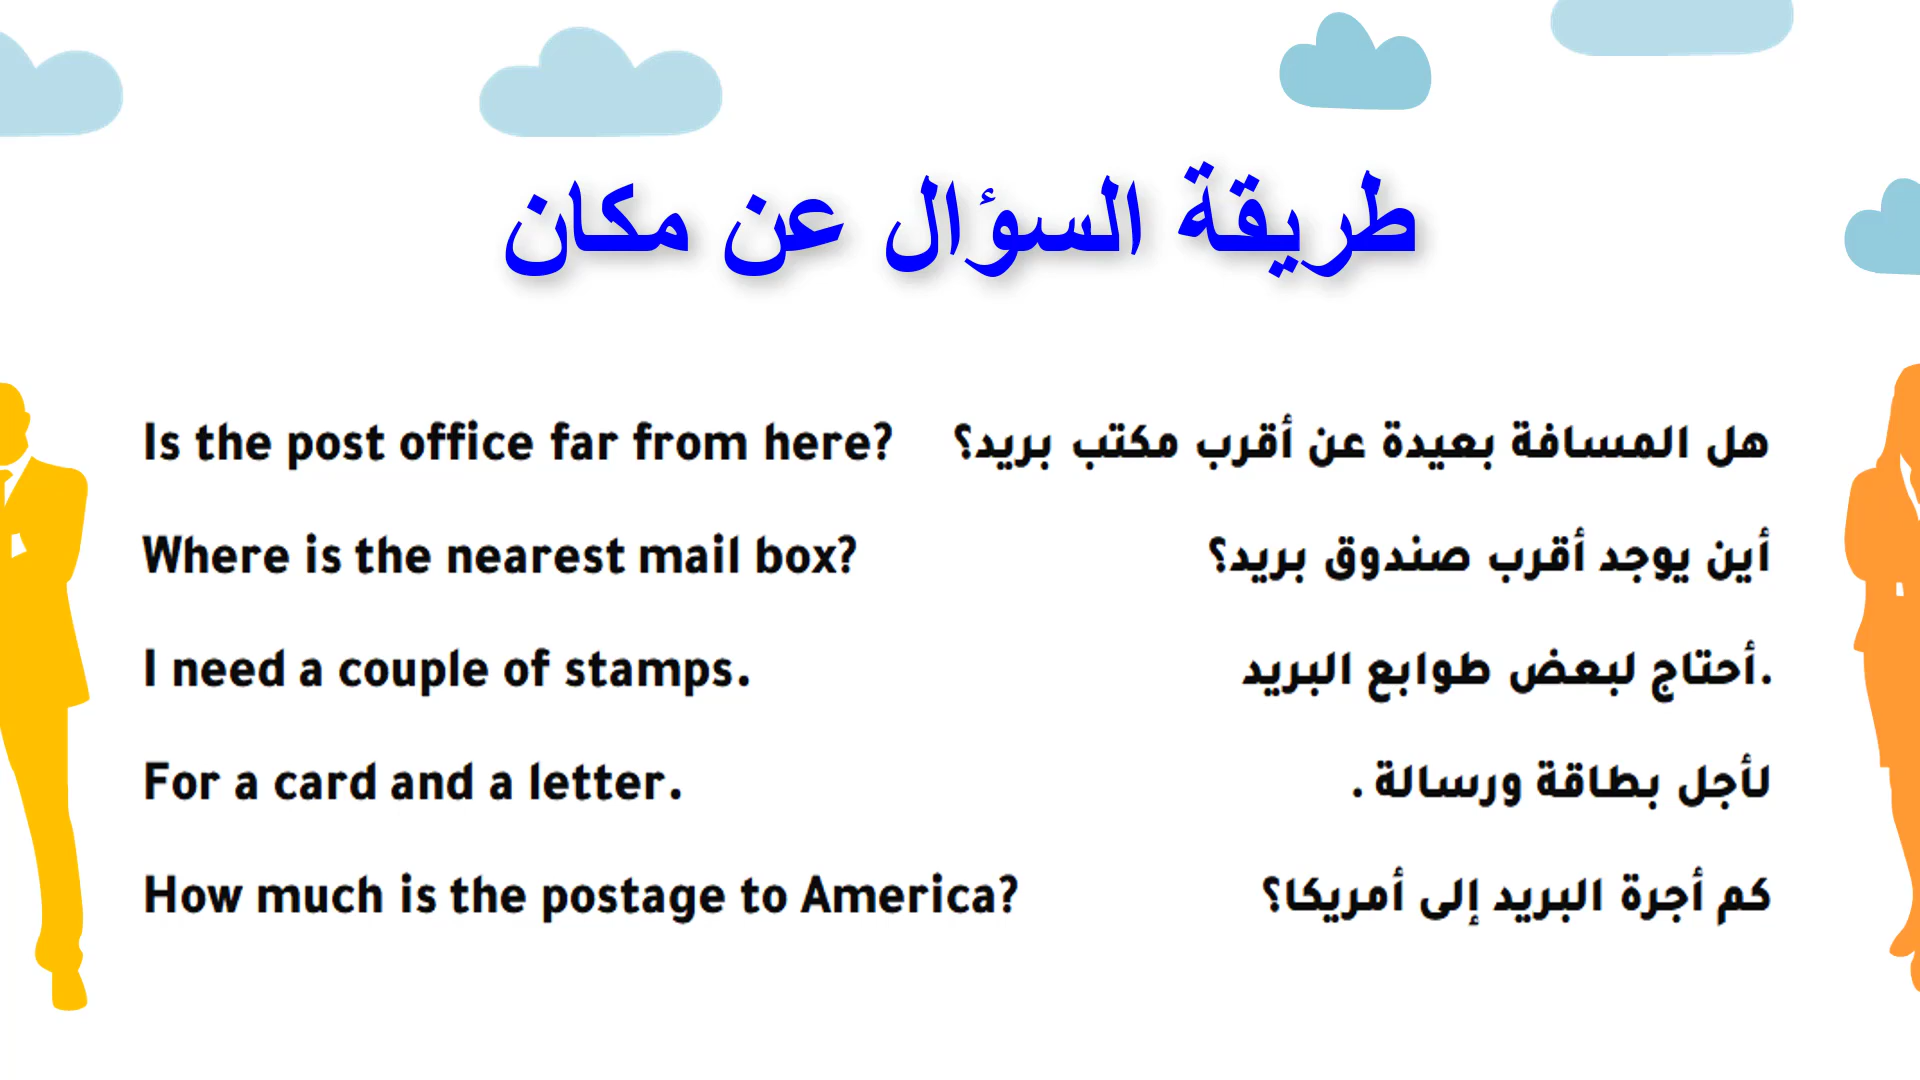 طريقة السؤال عن مكان
Is the post office far from here? هل المسافة بعيدة عن أقرب مكتب بريد؟
Where is the nearest mail box? أين يوجد أقرب صندوق بريد؟
I need a couple of stamps. أحتاج لبعض طوابع البريد.
For a card and a letter. لأجل بطاقة ورسالة .
How much is the postage to America? كم أجرة البريد إلى أمريكا؟